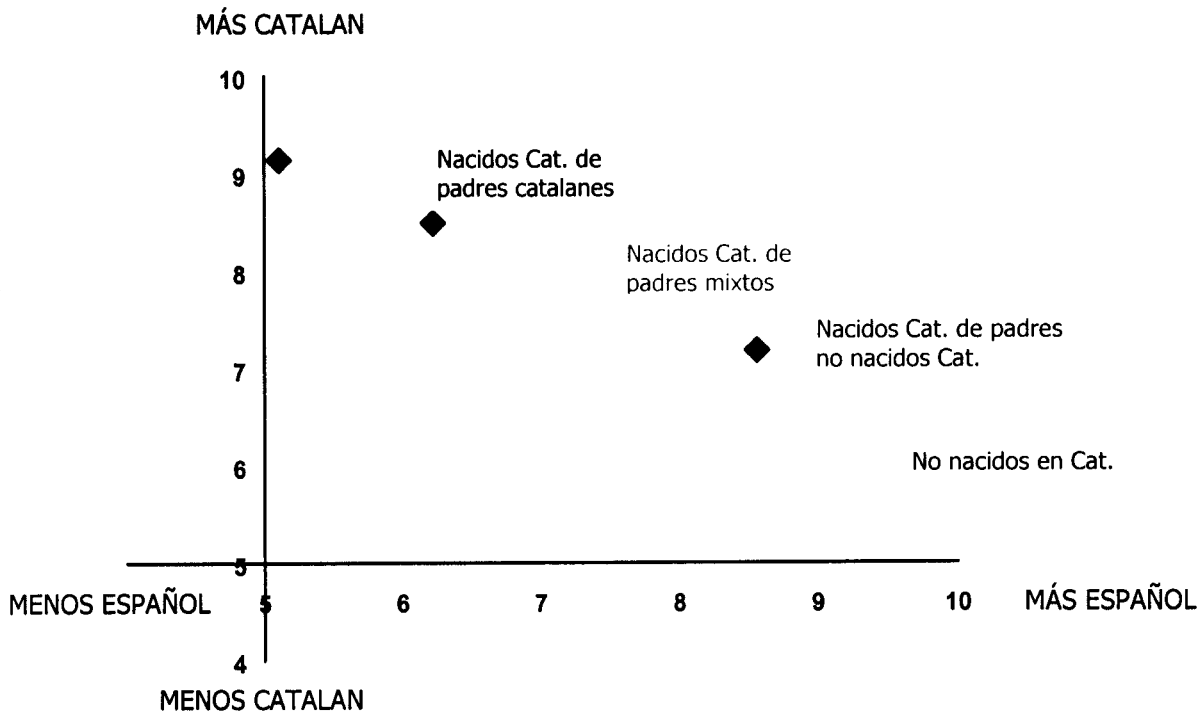 MÁS CATALAN
10
9
8
7
6
5
4
Nacidos Cat. de
padres catalanes
Nacidos Cat. de
padres mixtos
Nacidos Cat. de padres
no nacidos Cat.
No nacidos en Cat.
MENOS ESPAÑOL
5 6 7 8 9 10
MÁS ESPAÑOL
MENOS CATALAN